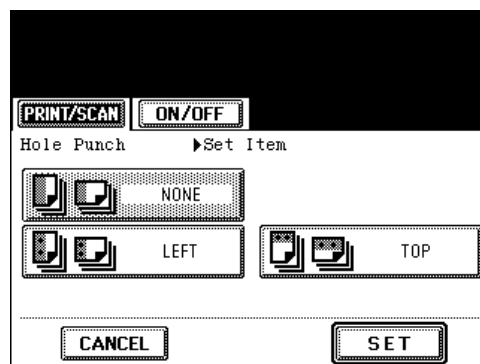 PRINT/SCAN ON/OFF
Hole Punch ▶Set Item
NONE
LEFT TOP
CANCEL SET